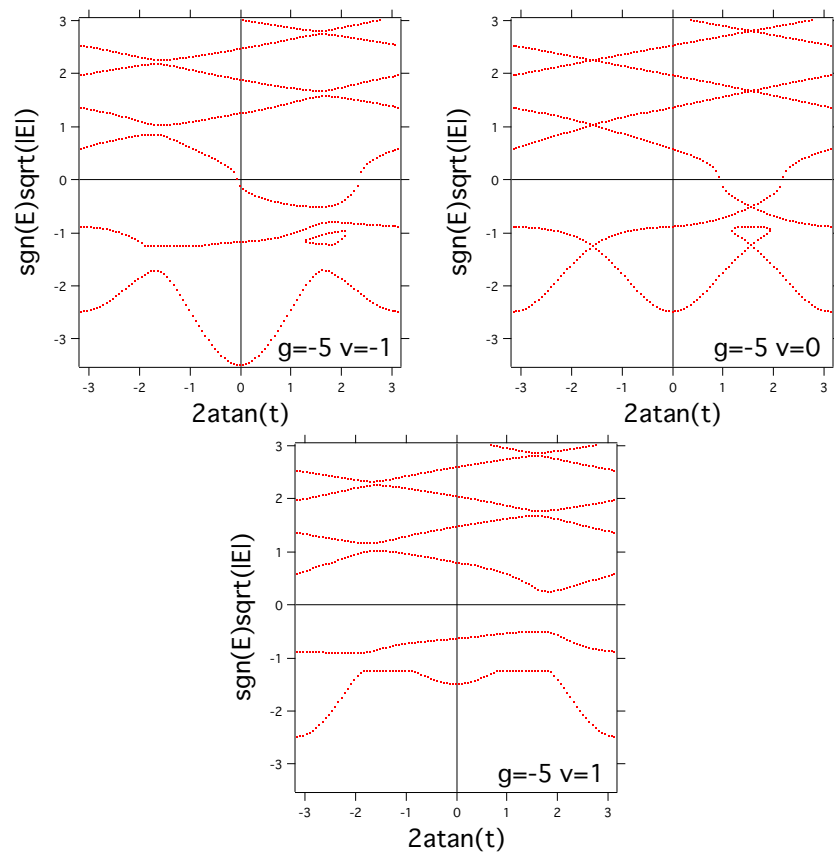 3
2
1
0
-1
-2
-3
sgn(E)sqrt(|E|)
g=-5 v=-1
-3 -2 -1 0 1 2 3
2atan(t)
3
2
1
0
-1
-2
-3
sgn(E)sqrt(|E|)
g=-5 v=0
-3 -2 -1 0 1 2 3
2atan(t)
3
2
1
0
-1
-2
-3
sgn(E)sqrt(|E|)
g=-5 v=1
-3 -2 -1 0 1 2 3
2atan(t)